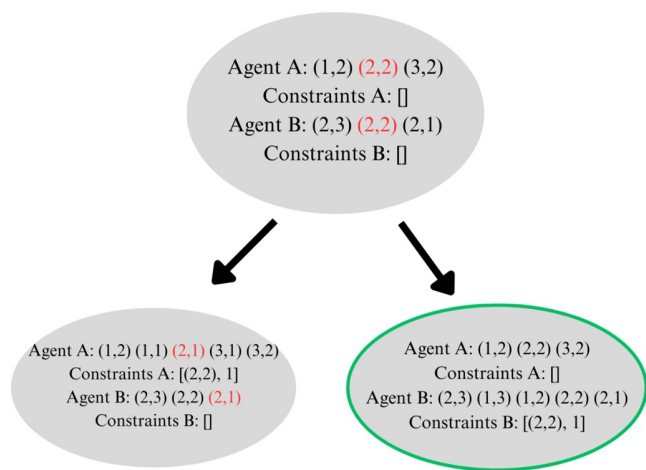 Agent A: (1,2) (2,2) (3,2)
Constraints A: []
Agent B: (2,3) (2,2) (2,1)
Constraints B: []
Agent A: (1,2) (1,1) (2,1) (3,1) (3,2)
Constraints A: [(2,2), 1]
Agent B: (2,3) (2,2) (2,1)
Constraints B: []
Agent A: (1,2) (2,2) (3,2)
Constraints A: []
Agent B: (2,3) (1,3) (1,2) (2,2) (2,1)
Constraints B: [(2,2), 1]